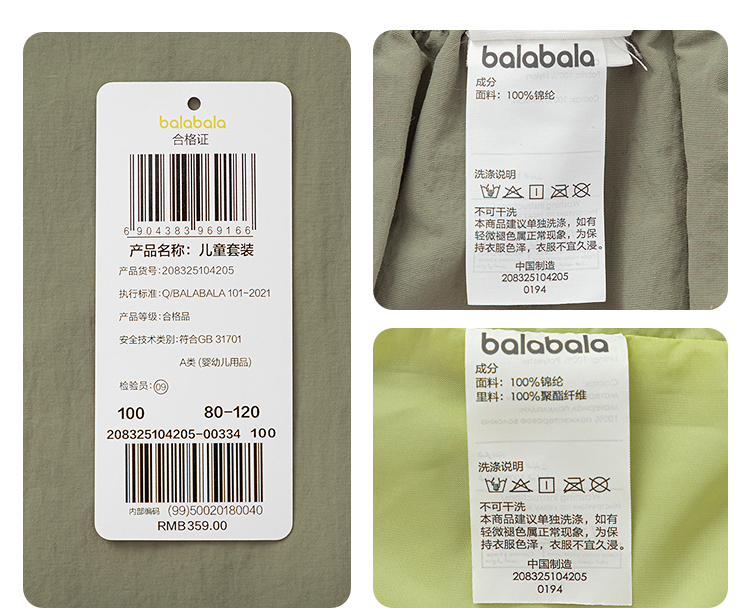 balabala
合格证
6 904383 969166
产品名称：儿童套装
产品货号：208325104205
执行标准：Q/BALABALA 101-2021
产品等级：合格品
安全技术类别：符合GB 31701
A类 (婴幼儿用品)
检验员：09
100 80-120
208325104205-00334 100
内部编码 (99)50020180040
RMB359.00
balabala
成分
面料：100%锦纶
洗涤说明
不可干洗
本商品建议单独洗涤，如有
轻微褪色属正常现象，为保
持衣服色泽，衣服不宜久浸。
中国制造
208325104205
0194
balabala
成分
面料：100%锦纶
里料：100%聚酯纤维
洗涤说明
不可干洗
本商品建议单独洗涤，如有
轻微褪色属正常现象，为保
持衣服色泽，衣服不宜久浸。
中国制造
208325104205
0194